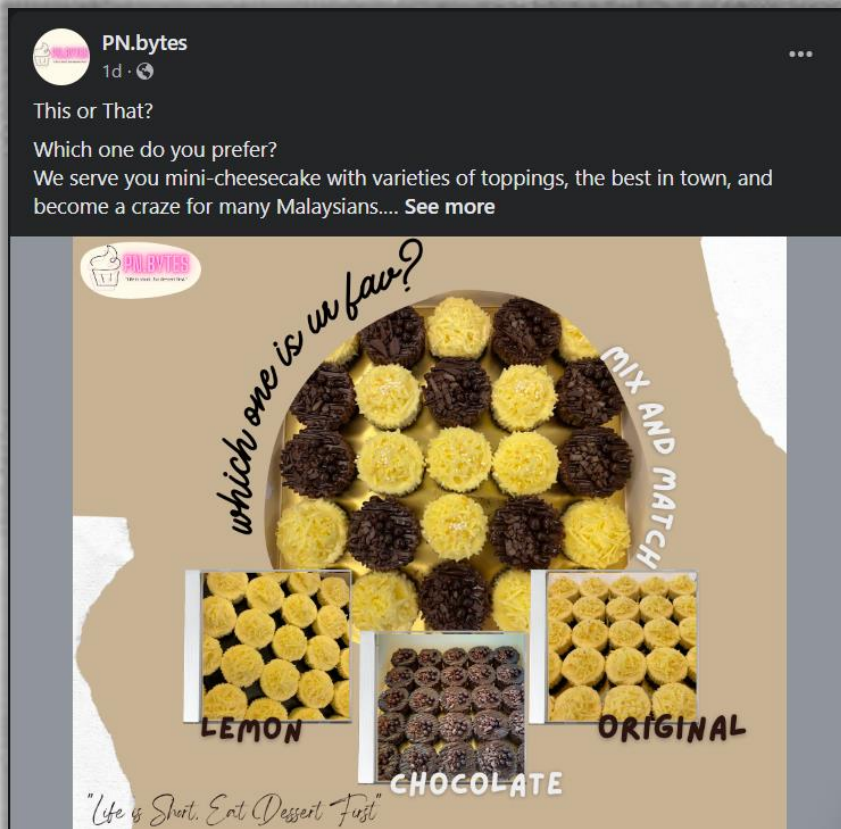 PN.bytes
1d
This or That?
Which one do you prefer?
We serve you mini-cheesecake with varieties of toppings, the best in town, and
become a craze for many Malaysians.... See more
PN.BYTES
which one is ur fav?
MIX AND MATCH
LEMON
ORIGINAL
CHOCOLATE
"Life is Short. Eat Dessert First"